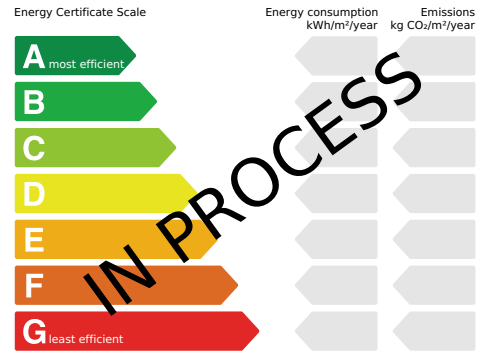 Energy Certificate Scale
Energy consumption
kWh/m²/year
Emissions
kg CO₂/m²/year
A most efficient
B
C
D
E
F
G least efficient
IN PROCESS